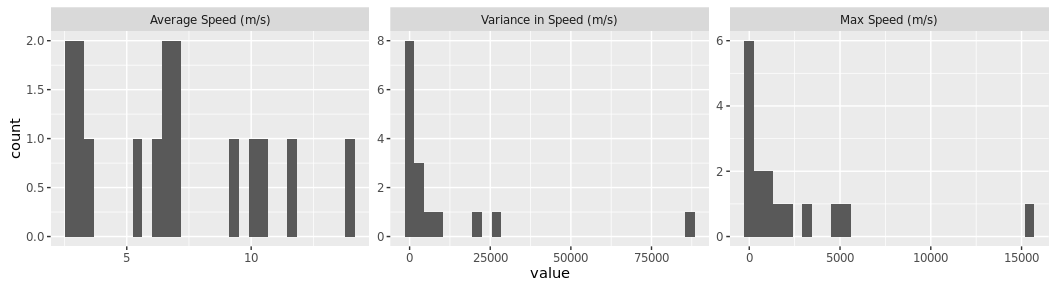 Average Speed (m/s)
Variance in Speed (m/s)
Max Speed (m/s)
count
2.0
1.5
1.0
0.5
0.0
8
6
4
2
0
6
4
2
0
5 10
0 25000 50000 75000
0 5000 10000 15000
value